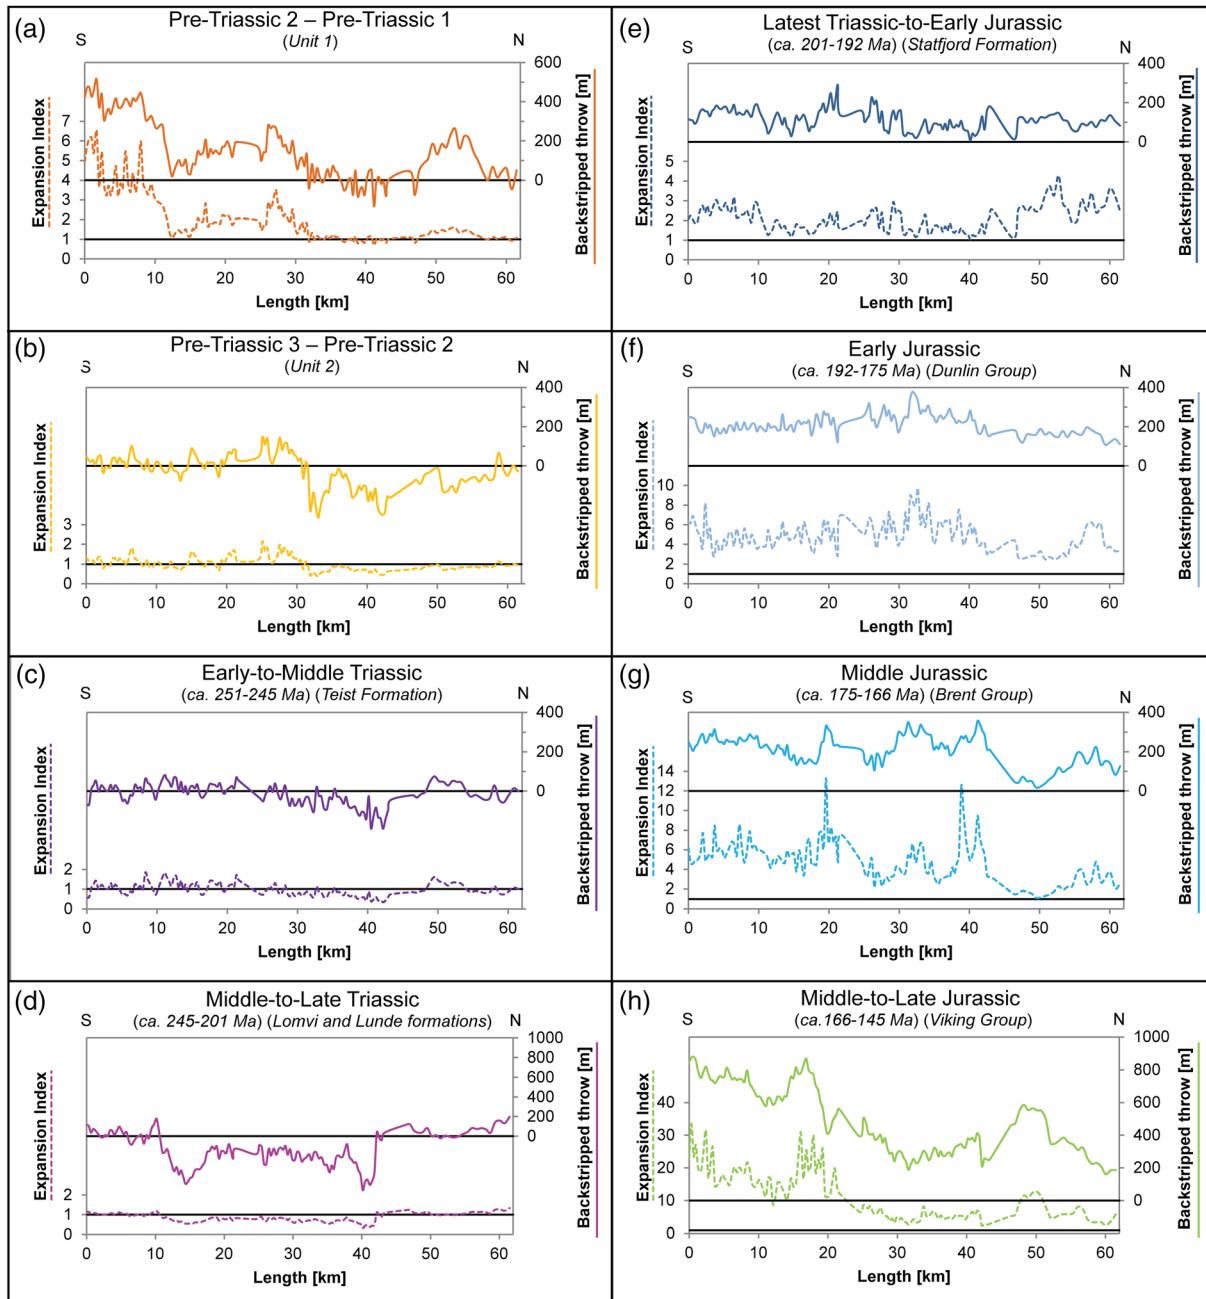 (a) Pre-Triassic 2 – Pre-Triassic 1
(Unit 1)
S N
Expansion Index
7
6
5
4
3
2
1
0
600
400
200
0
Backstripped throw [m]
0 10 20 30 40 50 60
Length [km]
(b) Pre-Triassic 3 – Pre-Triassic 2
(Unit 2)
S N
Expansion Index
3
2
1
0
400
200
0
Backstripped throw [m]
0 10 20 30 40 50 60
Length [km]
(c) Early-to-Middle Triassic
(ca. 251-245 Ma) (Teist Formation)
S N
Expansion Index
2
1
0
400
200
0
Backstripped throw [m]
0 10 20 30 40 50 60
Length [km]
(d) Middle-to-Late Triassic
(ca. 245-201 Ma) (Lomvi and Lunde formations)
S N
Expansion Index
2
1
0
1000
800
600
400
200
0
Backstripped throw [m]
0 10 20 30 40 50 60
Length [km]
(e) Latest Triassic-to-Early Jurassic
(ca. 201-192 Ma) (Statfjord Formation)
S N
Expansion Index
5
4
3
2
1
0
400
200
0
Backstripped throw [m]
0 10 20 30 40 50 60
Length [km]
(f) Early Jurassic
(ca. 192-175 Ma) (Dunlin Group)
S N
Expansion Index
10
8
6
4
2
0
400
200
0
Backstripped throw [m]
0 10 20 30 40 50 60
Length [km]
(g) Middle Jurassic
(ca. 175-166 Ma) (Brent Group)
S N
Expansion Index
14
12
10
8
6
4
2
0
400
200
0
Backstripped throw [m]
0 10 20 30 40 50 60
Length [km]
(h) Middle-to-Late Jurassic
(ca.166-145 Ma) (Viking Group)
S N
Expansion Index
40
30
20
10
0
1000
800
600
400
200
0
Backstripped throw [m]
0 10 20 30 40 50 60
Length [km]